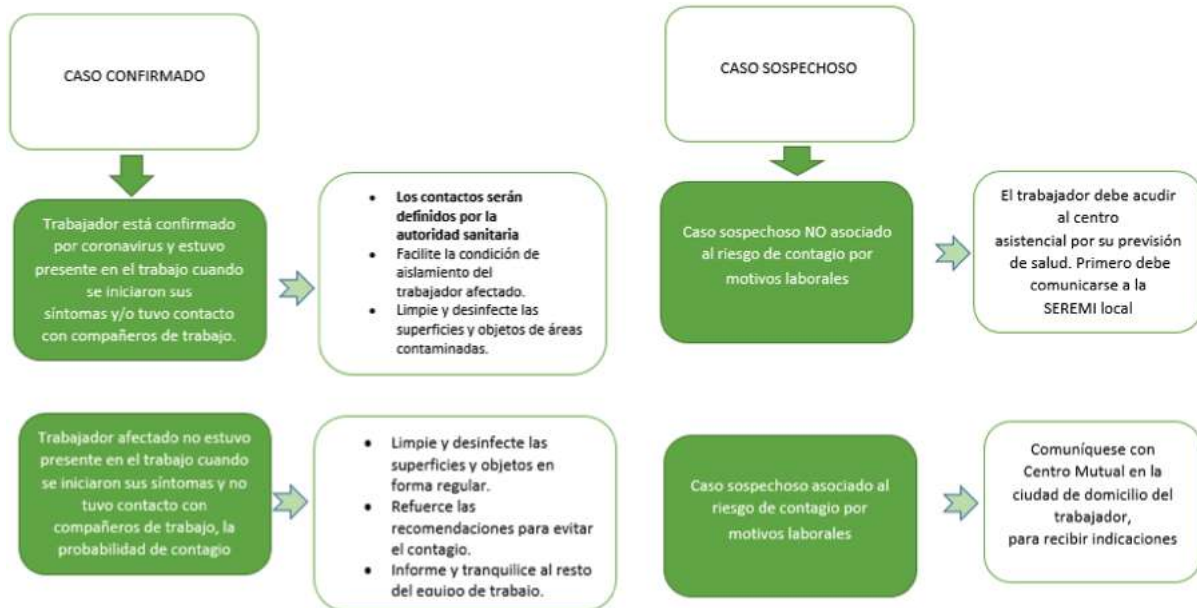 CASO CONFIRMADO
Trabajador está confirmado
por coronavirus y estuvo
presente en el trabajo cuando
se iniciaron sus
síntomas y/o tuvo contacto
con compañeros de trabajo.
Los contactos serán
definidos por la
autoridad sanitaria
Facilite la condición de
aislamiento del
trabajador afectado.
Limpie y desinfecte las
superficies y objetos de áreas
contaminadas.
Trabajador afectado no estuvo
presente en el trabajo cuando
se iniciaron sus síntomas y no
tuvo contacto con
compañeros de trabajo, la
probabilidad de contagio
Limpie y desinfecte las
superficies y objetos en
forma regular.
Refuerce las
recomendaciones para evitar
el contagio.
Informe y tranquilice al resto
del equipo de trabajo.
CASO SOSPECHOSO
Caso sospechoso NO asociado
al riesgo de contagio por
motivos laborales
El trabajador debe acudir
al centro
asistencial por su previsión
de salud. Primero debe
comunicarse a la
SEREMI local
Caso sospechoso asociado al
riesgo de contagio por
motivos laborales
Comuníquese con
Centro Mutual en la
ciudad de domicilio del
trabajador,
para recibir indicaciones